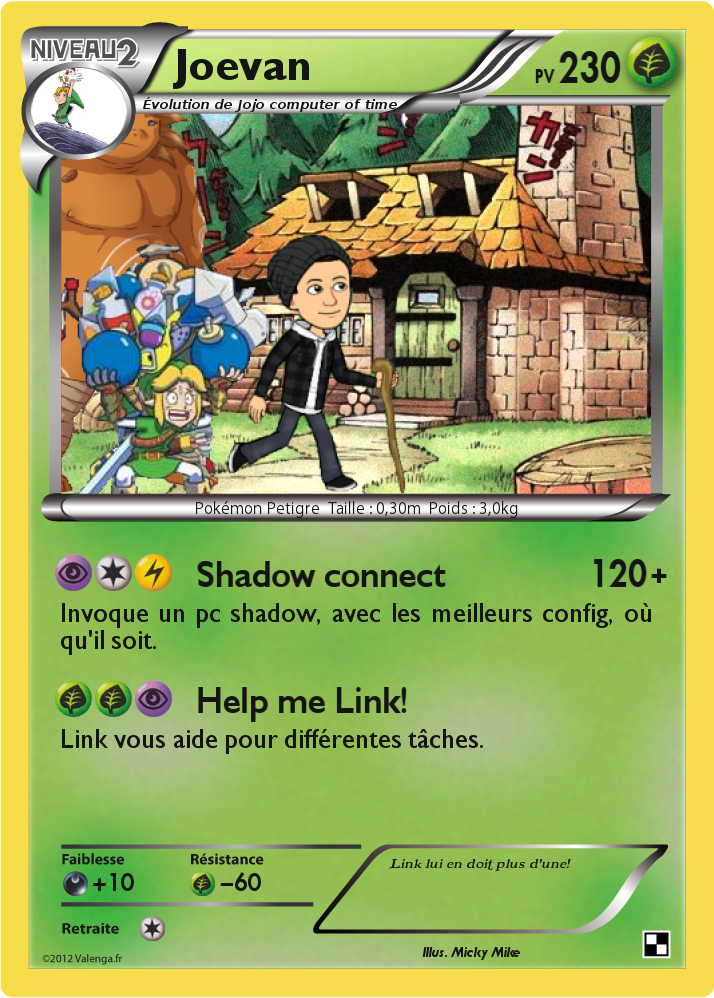 NIVEAU2
Joevan
PV 230
Évolution de Jojo computer of time
Pokémon Petigre Taille : 0,30m Poids : 3,0kg
Shadow connect 120+
Invoque un pc shadow, avec les meilleurs config, où
qu'il soit.
Help me Link!
Link vous aide pour différentes tâches.
Faiblesse Résistance
+10 −60
Link lui en doit plus d'une!
Retraite
Illus. Micky Mike
©2012 Valenga.fr